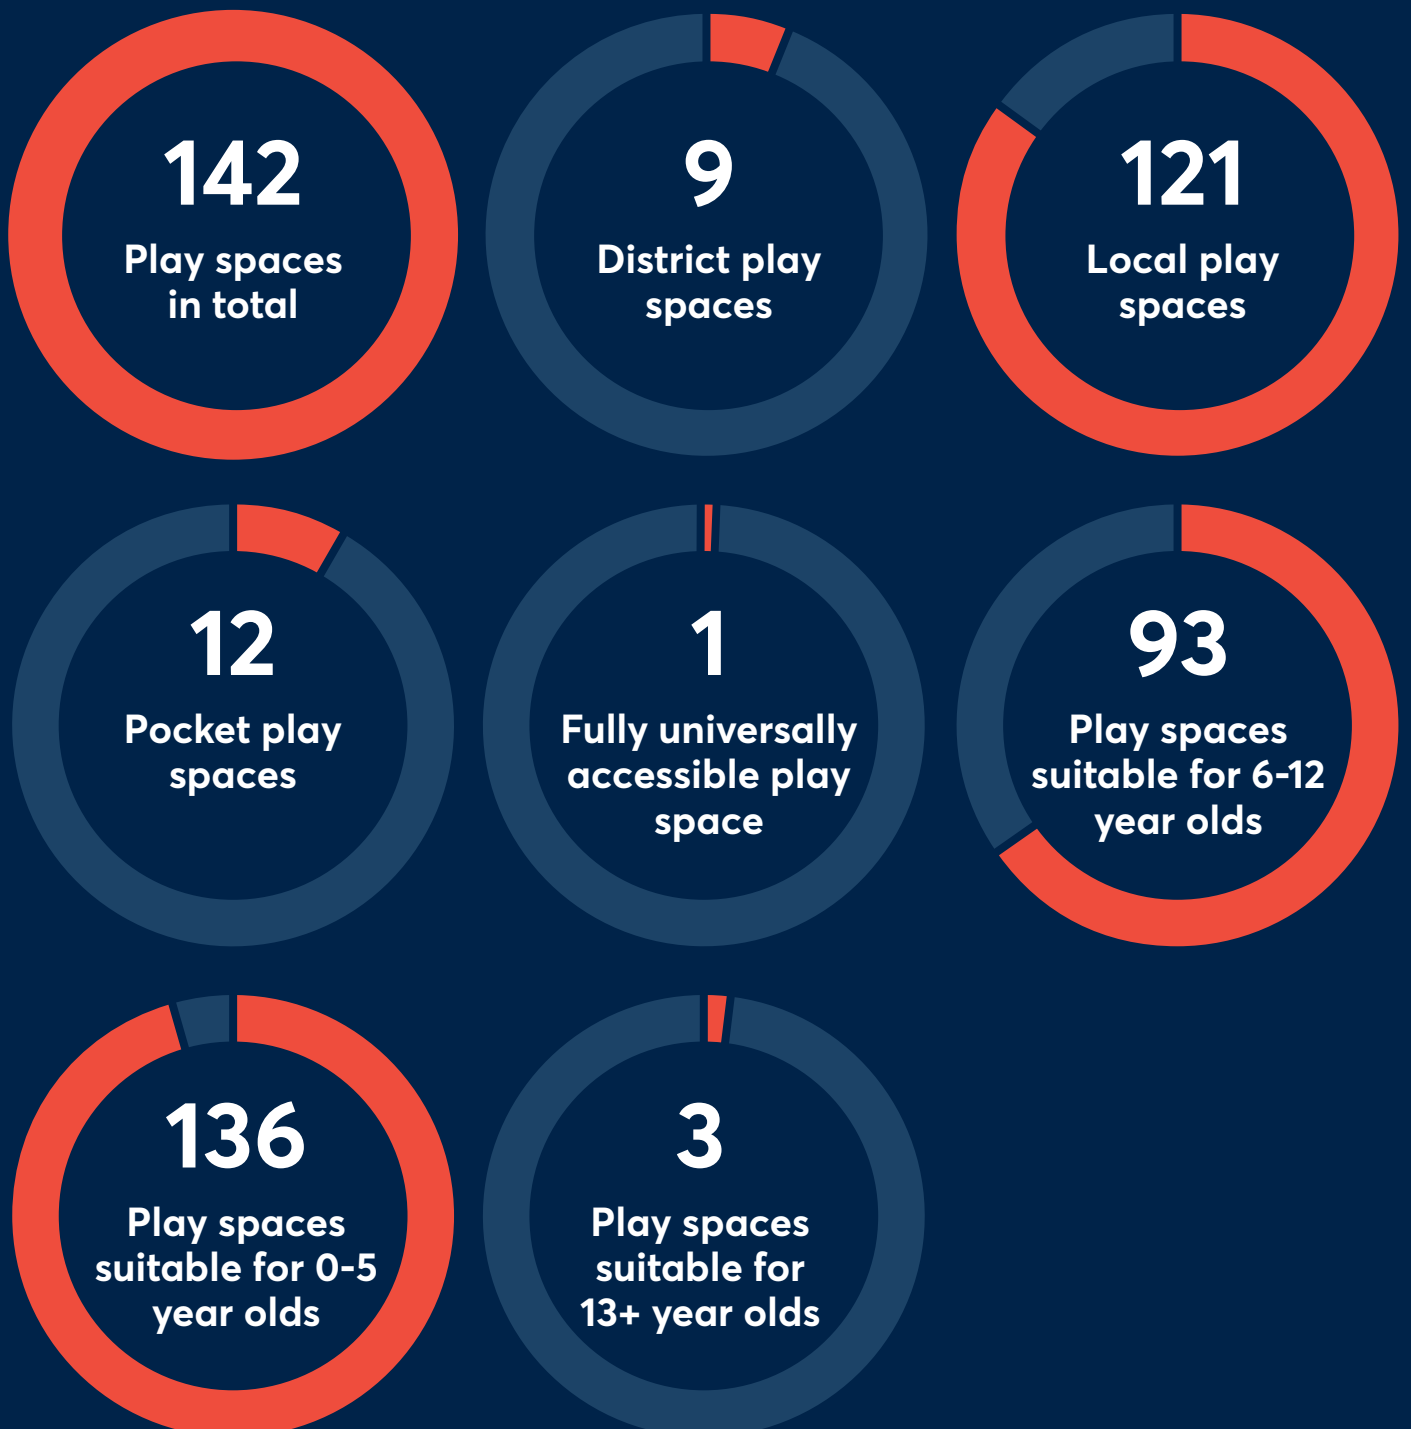 142
Play spaces
in total
9
District play
spaces
121
Local play
spaces
12
Pocket play
spaces
1
Fully universally
accessible play
space
93
Play spaces
suitable for 6-12
year olds
136
Play spaces
suitable for 0-5
year olds
3
Play spaces
suitable for
13+ year olds